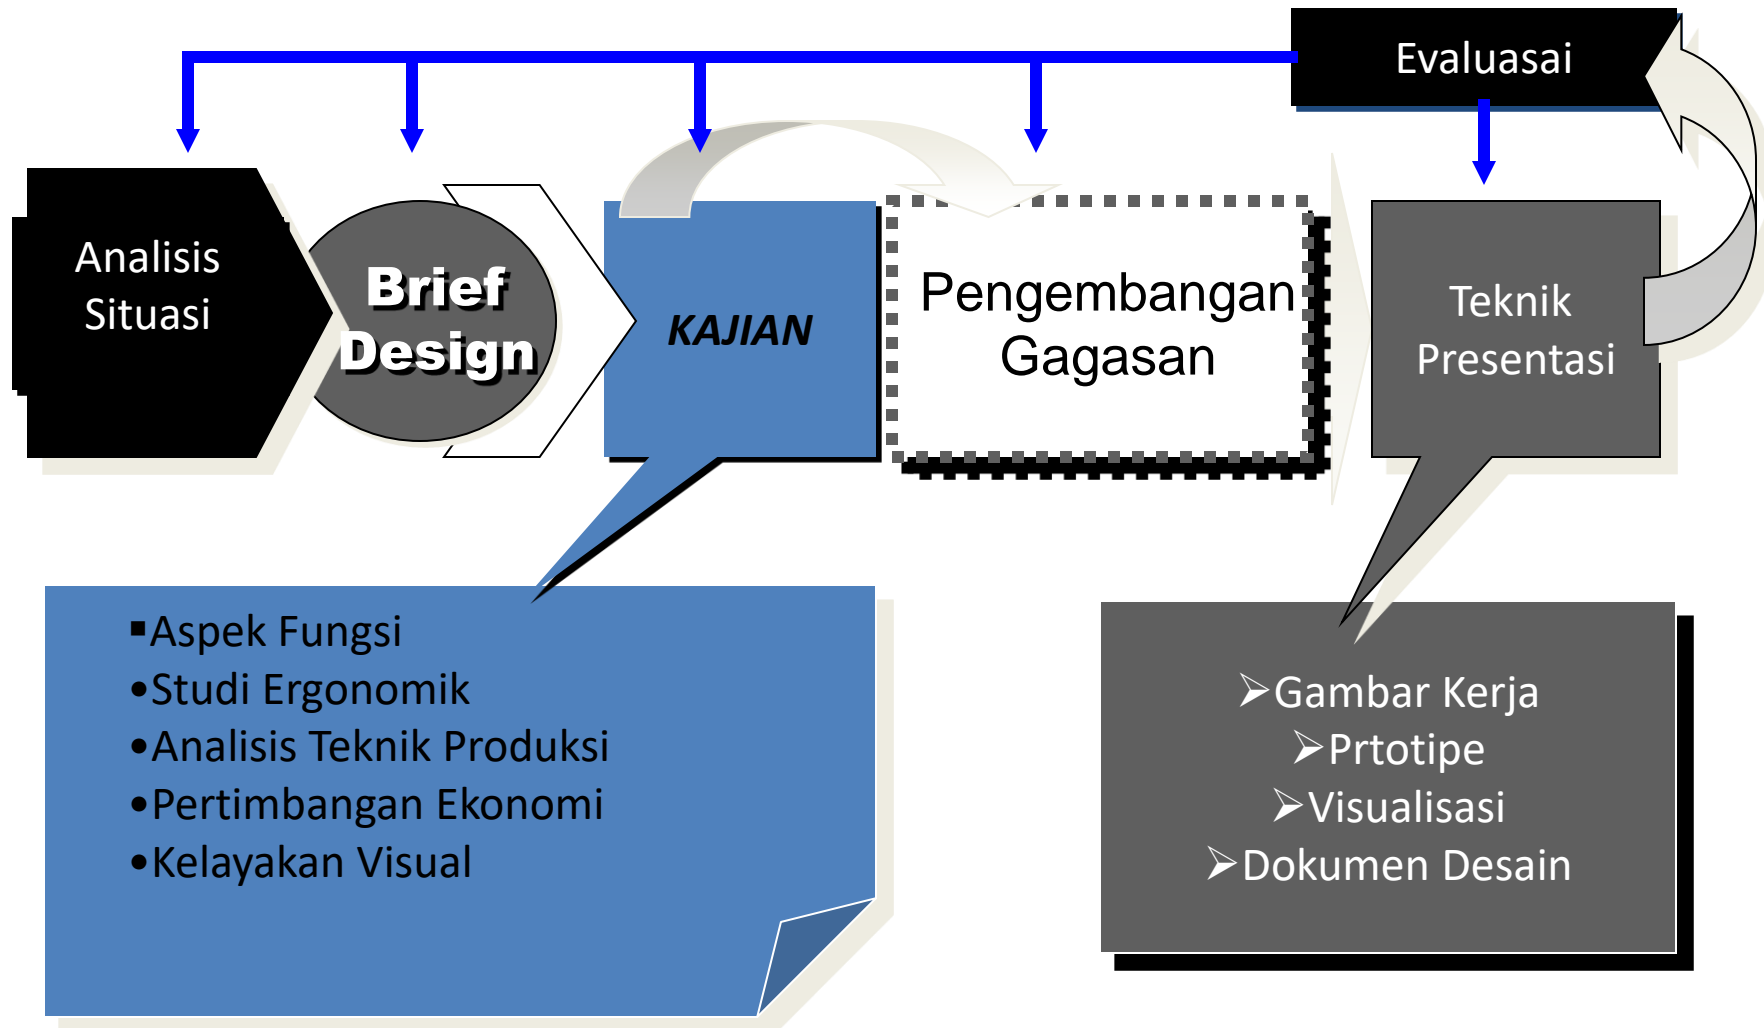 Evaluasai
Analisis
Situasi
Brief
Design
KAJIAN
Pengembangan
Gagasan
Teknik
Presentasi
▪Aspek Fungsi
•Studi Ergonomik
•Analisis Teknik Produksi
•Pertimbangan Ekonomi
•Kelayakan Visual
➢Gambar Kerja
➢Prtotipe
➢Visualisasi
➢Dokumen Desain